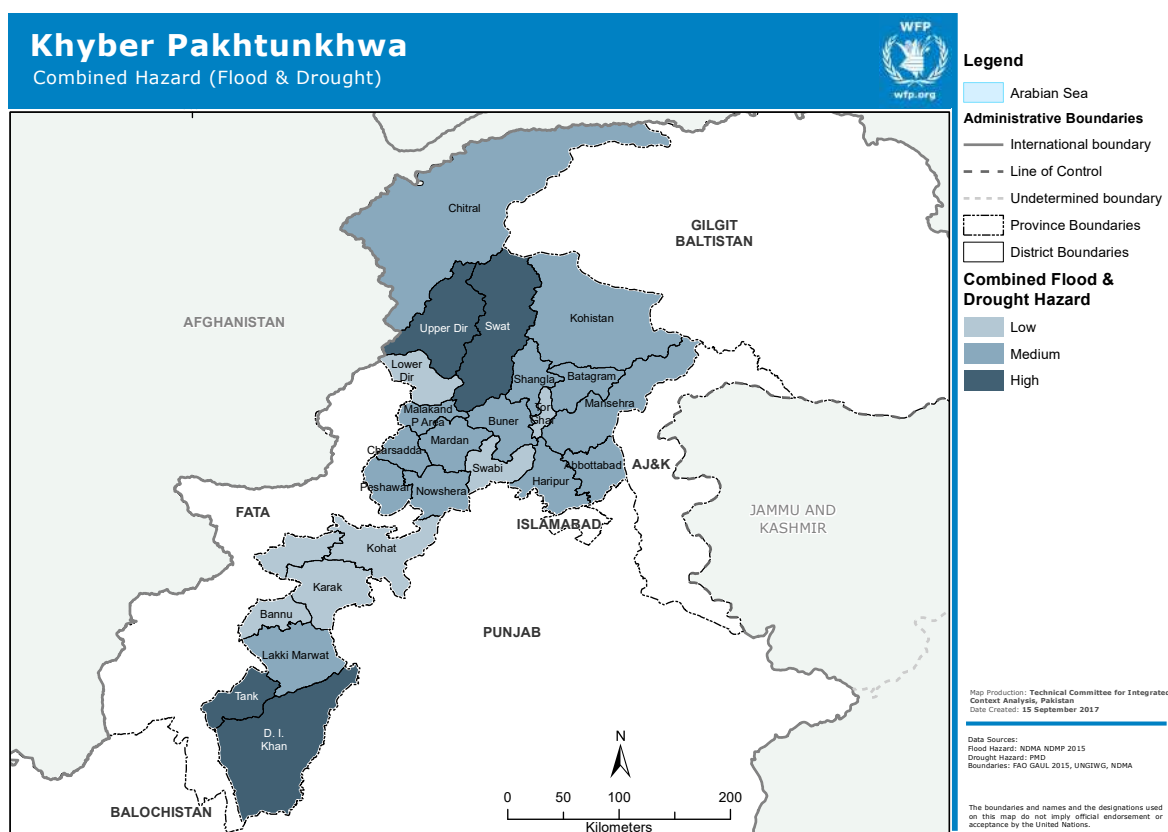 Khyber Pakhtunkhwa
Combined Hazard (Flood & Drought)
WFP
wfp.org
Legend
Arabian Sea
Administrative Boundaries
International boundary
Line of Control
Undetermined boundary
Province Boundaries
District Boundaries
Combined Flood &
Drought Hazard
Low
Medium
High
Chitral
GILGIT
BALTISTAN
AFGHANISTAN
Upper Dir
Swat
Kohistan
Lower
Dir
Shangla
Batagram
Tor
Ghar
Mansehra
Malakand
P Area
Buner
Mardan
Charsadda
Swabi
Abbottabad
AJ&K
Peshawar
Nowshera
Haripur
FATA
ISLAMABAD
JAMMU AND
KASHMIR
Kohat
Karak
Bannu
PUNJAB
Lakki Marwat
Tank
D. I.
Khan
BALOCHISTAN
N
0 50 100 200
Kilometers
Map Production: Technical Committee for Integrated
Context Analysis, Pakistan
Date Created: 15 September 2017
Data Sources:
Flood Hazard: NDMA NDMP 2015
Drought Hazard: PMD
Boundaries: FAO GAUL 2015, UNGIWG, NDMA
The boundaries and names and the designations used
on this map do not imply official endorsement or
acceptance by the United Nations.